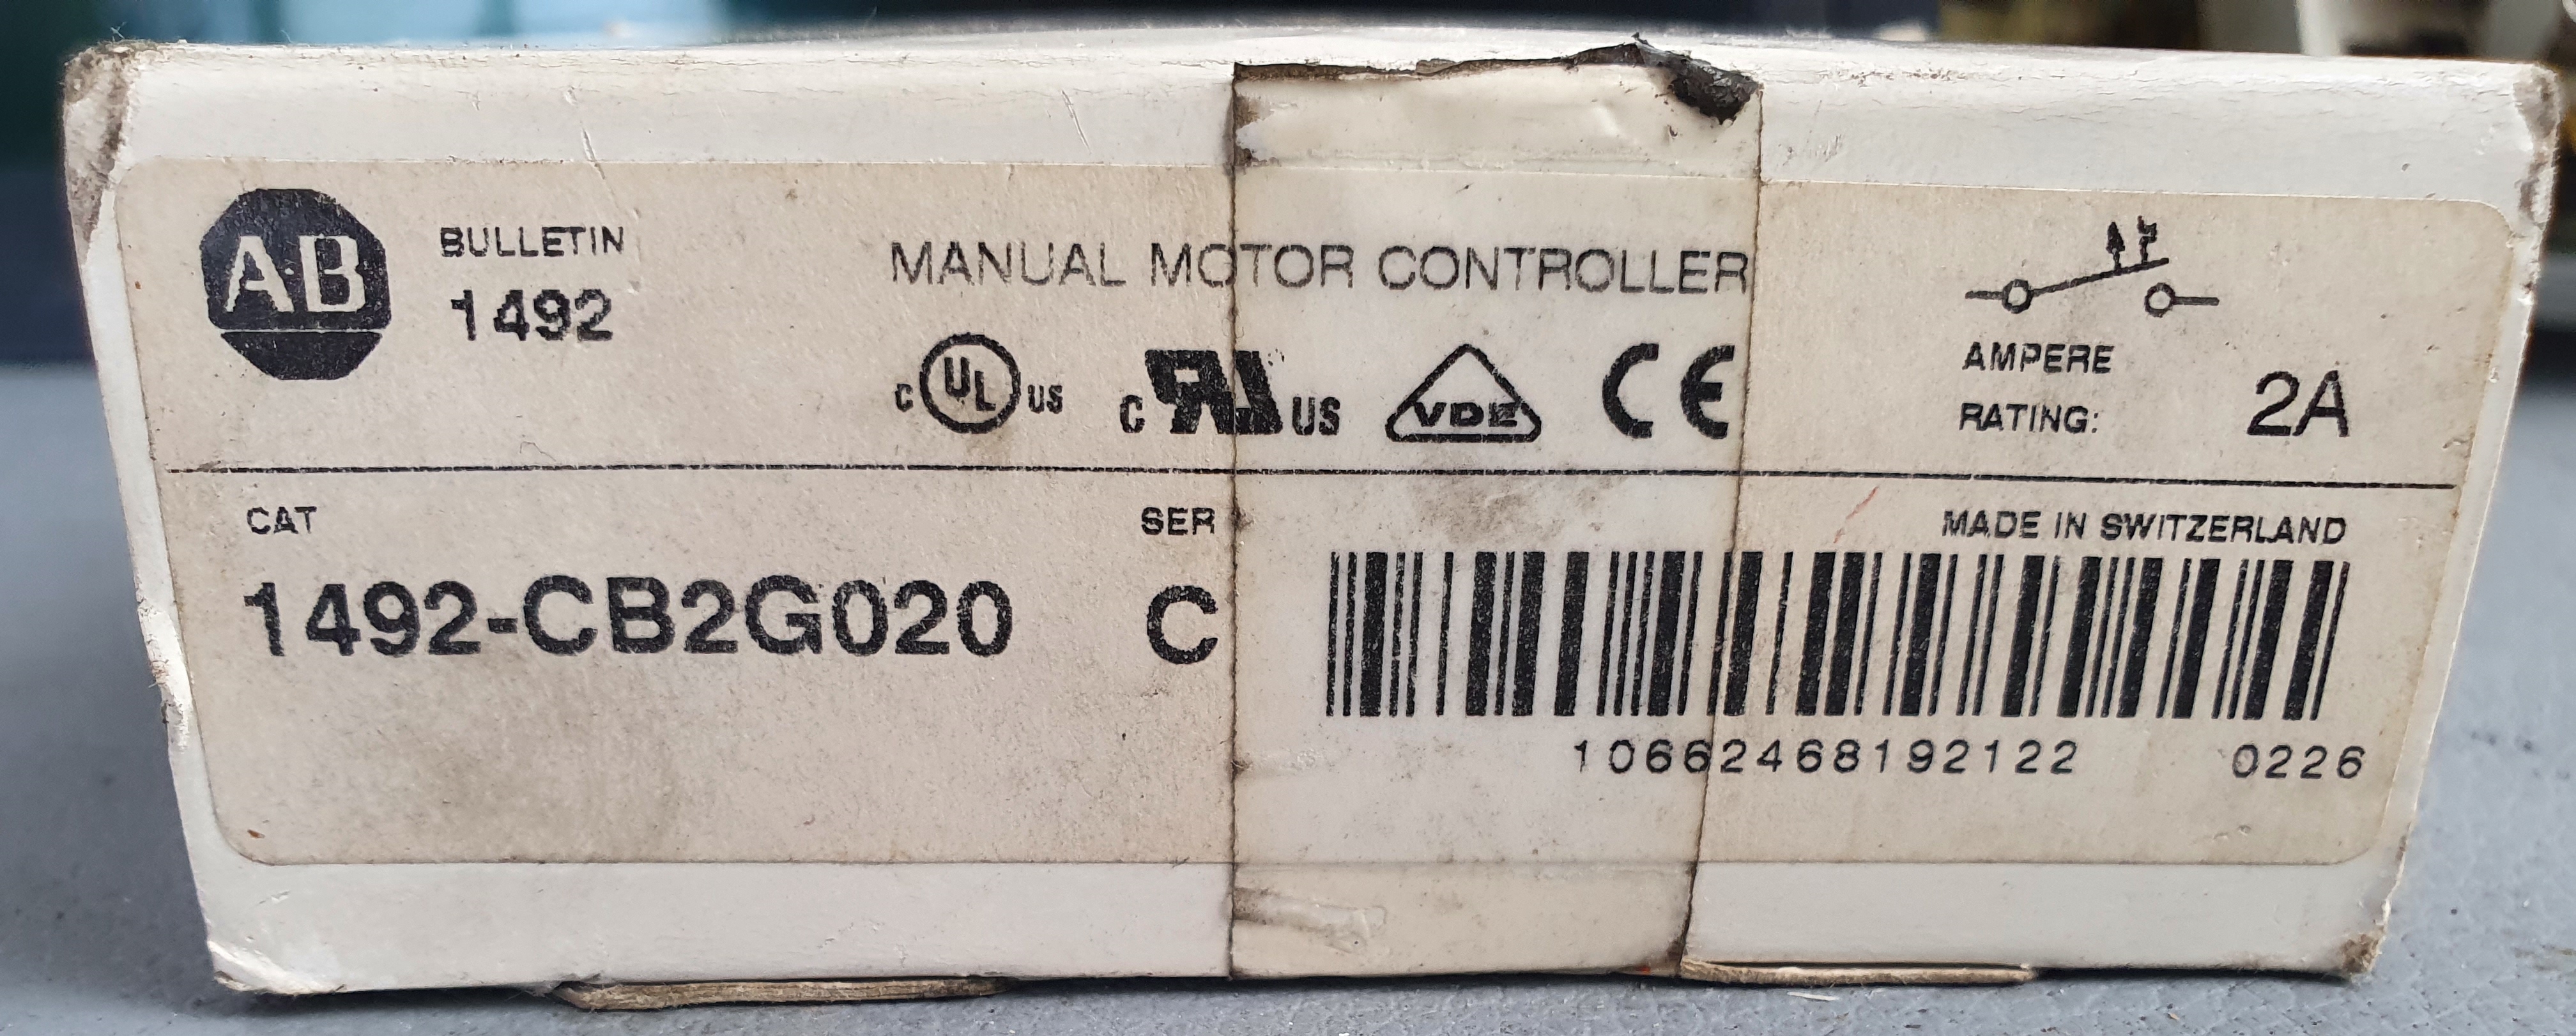 AB
BULLETIN
1492
MANUAL MOTOR CONTROLLER
C UL US
C RU US
VDE
CE
AMPERE
RATING: 2A
CAT
1492-CB2G020
SER
C
MADE IN SWITZERLAND
10662468192122 0226